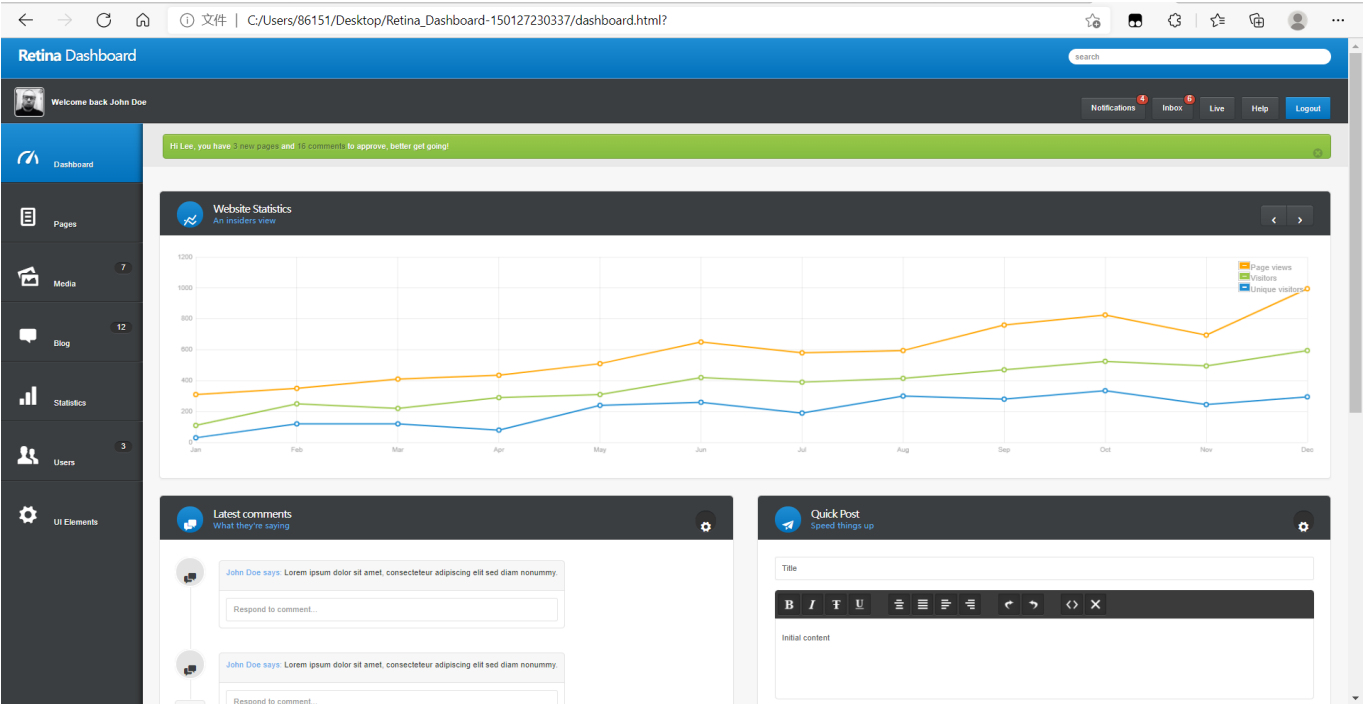 文件 | C:/Users/86151/Desktop/Retina_Dashboard-150127230337/dashboard.html?
Retina Dashboard
search
Welcome back John Doe
Notifications 4
Inbox 6
Live
Help
Logout
Dashboard
Hi Lee, you have 3 new pages and 16 comments to approve, better get going!
Pages
Media 7
Blog 12
Statistics
Users 3
UI Elements
Website Statistics
An insiders view
Page views
Visitors
Unique visitors
1200
1000
800
600
400
200
0
Jan Feb Mar Apr May Jun Jul Aug Sep Oct Nov Dec
Latest comments
What they're saying
John Doe says: Lorem ipsum dolor sit amet, consecteteur adipiscing elit sed diam nonummy.
Respond to comment...
John Doe says: Lorem ipsum dolor sit amet, consecteteur adipiscing elit sed diam nonummy.
Respond to comment...
Quick Post
Speed things up
Title
B I T U
Initial content